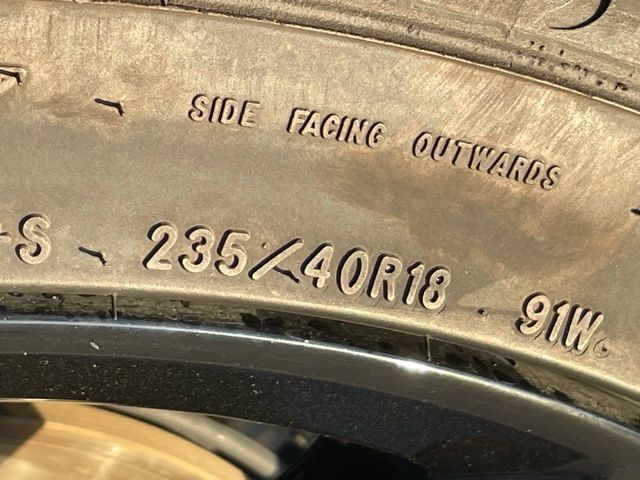 SIDE FACING OUTWARDS
+S 235/40R18 91W